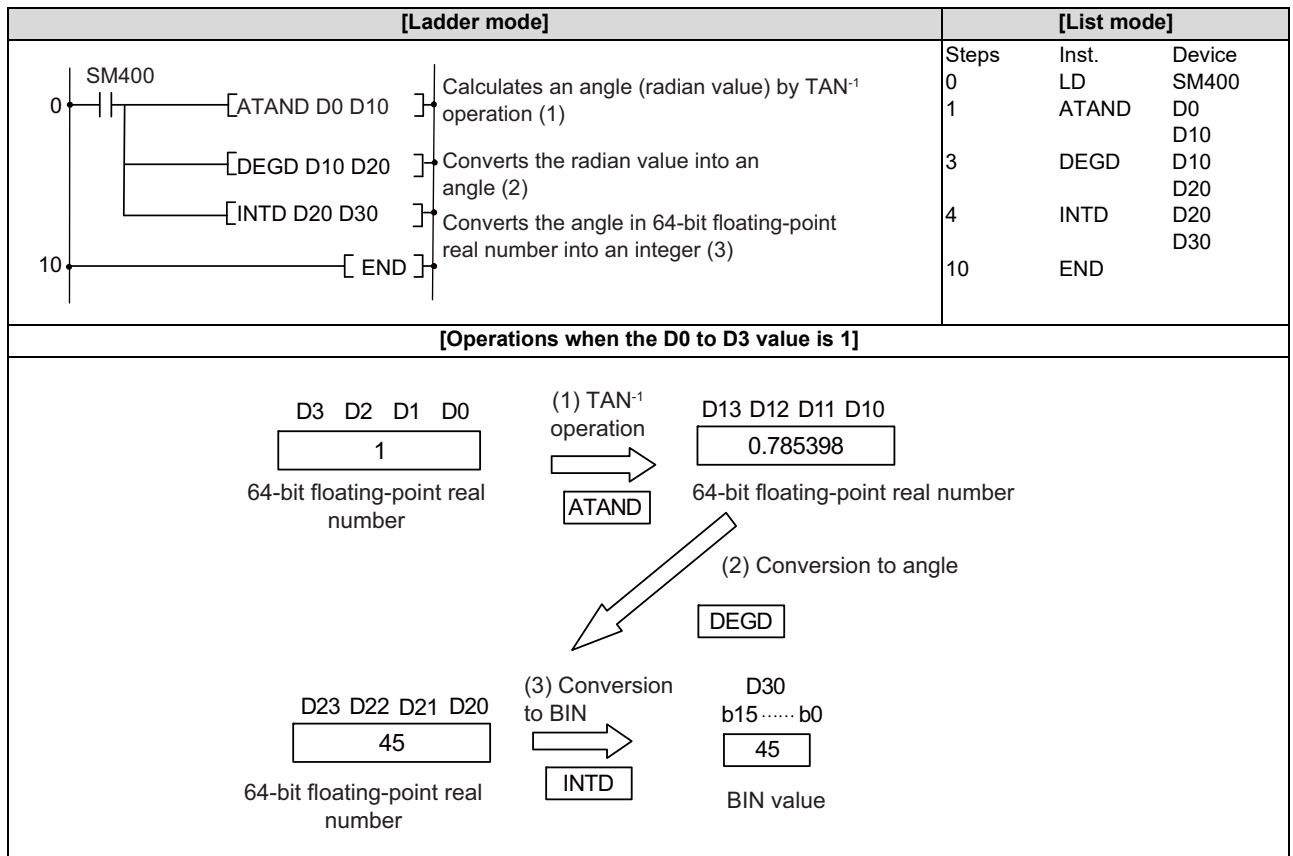 [Ladder mode]
[List mode]
SM400
0
[ATAND D0 D10 ]
Calculates an angle (radian value) by TAN-1
operation (1)
[DEGD D10 D20 ]
Converts the radian value into an
angle (2)
[INTD D20 D30 ]
Converts the angle in 64-bit floating-point
real number into an integer (3)
10
[ END ]
Steps Inst. Device
0 LD SM400
1 ATAND D0
D10
3 DEGD D10
D20
4 INTD D20
D30
10 END
[Operations when the D0 to D3 value is 1]
D3 D2 D1 D0
1
64-bit floating-point real
number
(1) TAN-1
operation
ATAND
D13 D12 D11 D10
0.785398
64-bit floating-point real number
(2) Conversion to angle
DEGD
D23 D22 D21 D20
45
64-bit floating-point real
number
(3) Conversion
to BIN
INTD
D30
b15 ······ b0
45
BIN value